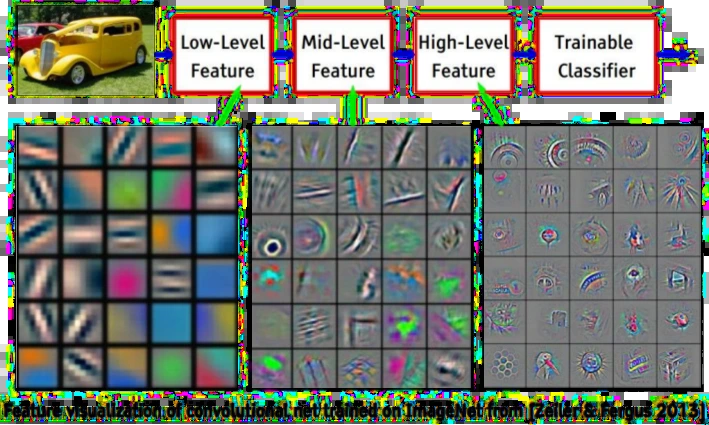 Low-Level
Feature
Mid-Level
Feature
High-Level
Feature
Trainable
Classifier
Feature visualization of convolutional net trained on ImageNet from [Zeiler & Fergus 2013]